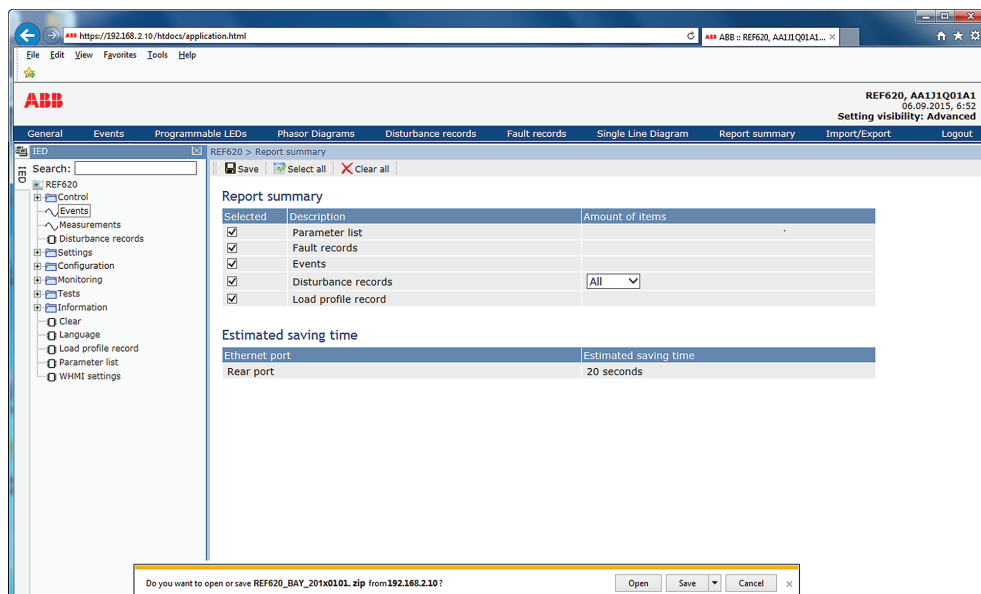 ABB https://192.168.2.10/htdocs/application.html
ABB ABB :: REF620, AA1J1Q01A1...
File Edit View Favorites Tools Help
ABB
REF620, AA1J1Q01A1
06.09.2015, 6:52
Setting visibility: Advanced
General Events Programmable LEDs Phasor Diagrams Disturbance records Fault records Single Line Diagram Report summary Import/Export Logout
IED
IED
Search:
REF620
Control
Events
Measurements
Disturbance records
Settings
Configuration
Monitoring
Tests
Information
Clear
Language
Load profile record
Parameter list
WHMI settings
REF620 > Report summary
Save Select all Clear all
Report summary
Selected Description Amount of items
Parameter list
Fault records
Events
Disturbance records All
Load profile record
Estimated saving time
Ethernet port Estimated saving time
Rear port 20 seconds
Do you want to open or save REF620_BAY_201x0101. zip from 192.168.2.10 ?
Open Save Cancel